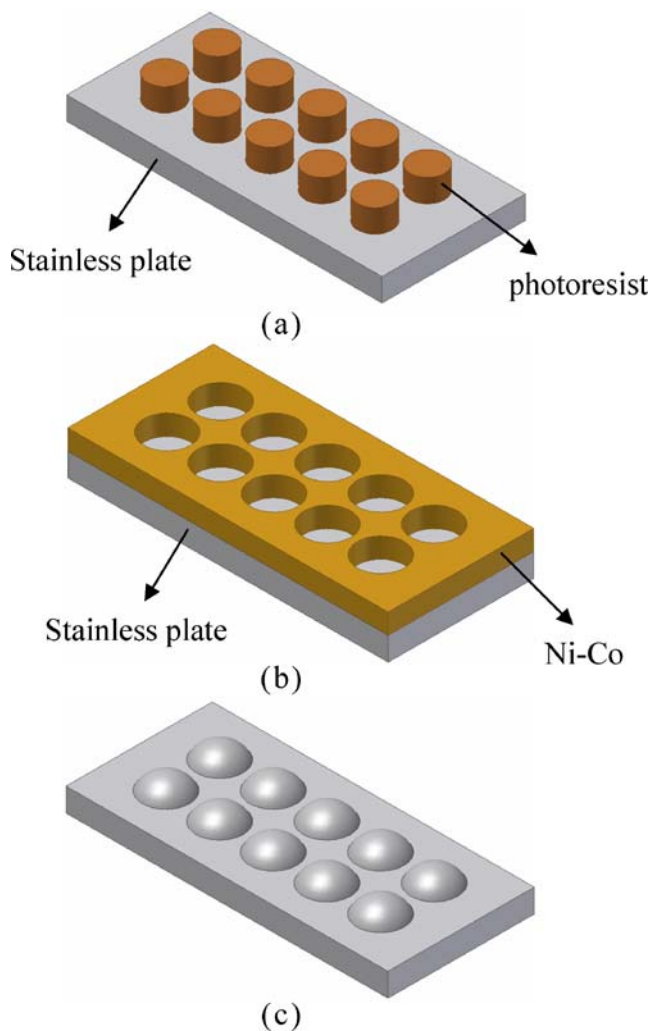 Stainless plate
photoresist
(a)
Stainless plate
Ni-Co
(b)
(c)